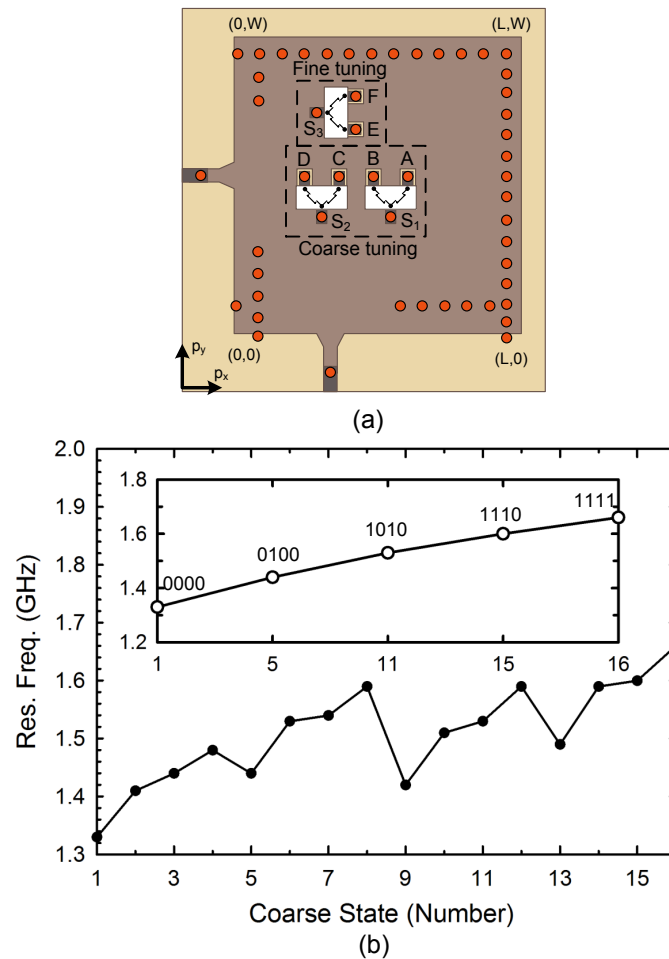 (0,W) (L,W)
Fine tuning
F
S3
E
D C B A
S2 S1
Coarse tuning
py
(0,0) (L,0)
px
(a)
2.0
1.9
1.8
1.7
1.6
1.5
1.4
1.3
Res. Freq. (GHz)
1.8
1.6
1.4
1.2
0000
0100
1010
1110
1111
1 5 11 15 16
1 3 5 7 9 11 13 15
Coarse State (Number)
(b)